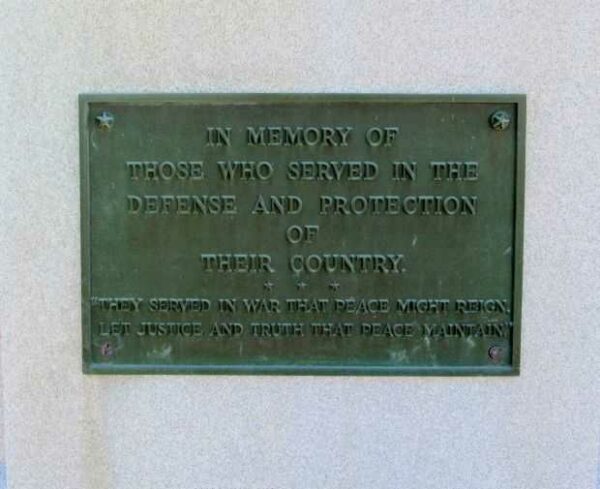 IN MEMORY OF
THOSE WHO SERVED IN THE
DEFENSE AND PROTECTION
OF
THEIR COUNTRY.
* * *
"THEY SERVED IN WAR THAT PEACE MIGHT REIGN.
LET JUSTICE AND TRUTH THAT PEACE MAINTAIN."